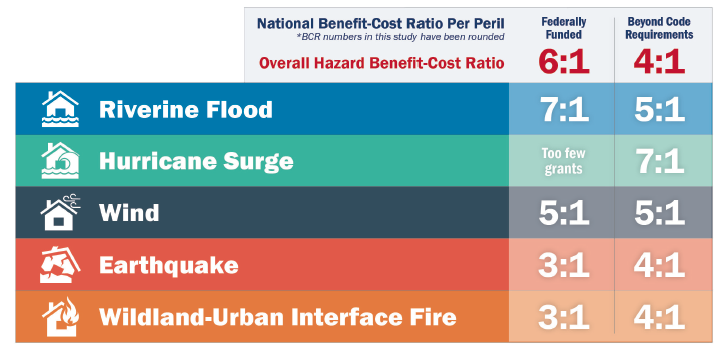 National Benefit-Cost Ratio Per Peril
*BCR numbers in this study have been rounded
Federally
Funded
Beyond Code
Requirements
Overall Hazard Benefit-Cost Ratio 6:1 4:1
Riverine Flood 7:1 5:1
Hurricane Surge Too few
grants 7:1
Wind 5:1 5:1
Earthquake 3:1 4:1
Wildland-Urban Interface Fire 3:1 4:1